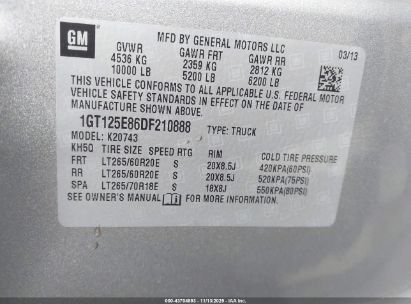 GM
MFD BY GENERAL MOTORS LLC
GVWR GAWR FRT GAWR RR 03/13
4536 KG 2359 KG 2812 KG
10000 LB 5200 LB 6200 LB
THIS VEHICLE CONFORMS TO ALL APPLICABLE U.S. FEDERAL MOTOR
VEHICLE SAFETY STANDARDS IN EFFECT ON THE DATE OF
MANUFACTURE SHOWN ABOVE.
1GT125E86DF210888 TYPE: TRUCK
MODEL: K20743
KH5Q TIRE SIZE SPEED RTG RIM COLD TIRE PRESSURE
FRT LT265/60R20E S 20X8.5J 420KPA(60PSI)
RR LT265/60R20E S 20X8.5J 520KPA(75PSI)
SPA LT265/70R18E S 18X8J 550KPA(80PSI)
SEE OWNER'S MANUAL FOR MORE INFORMATION.